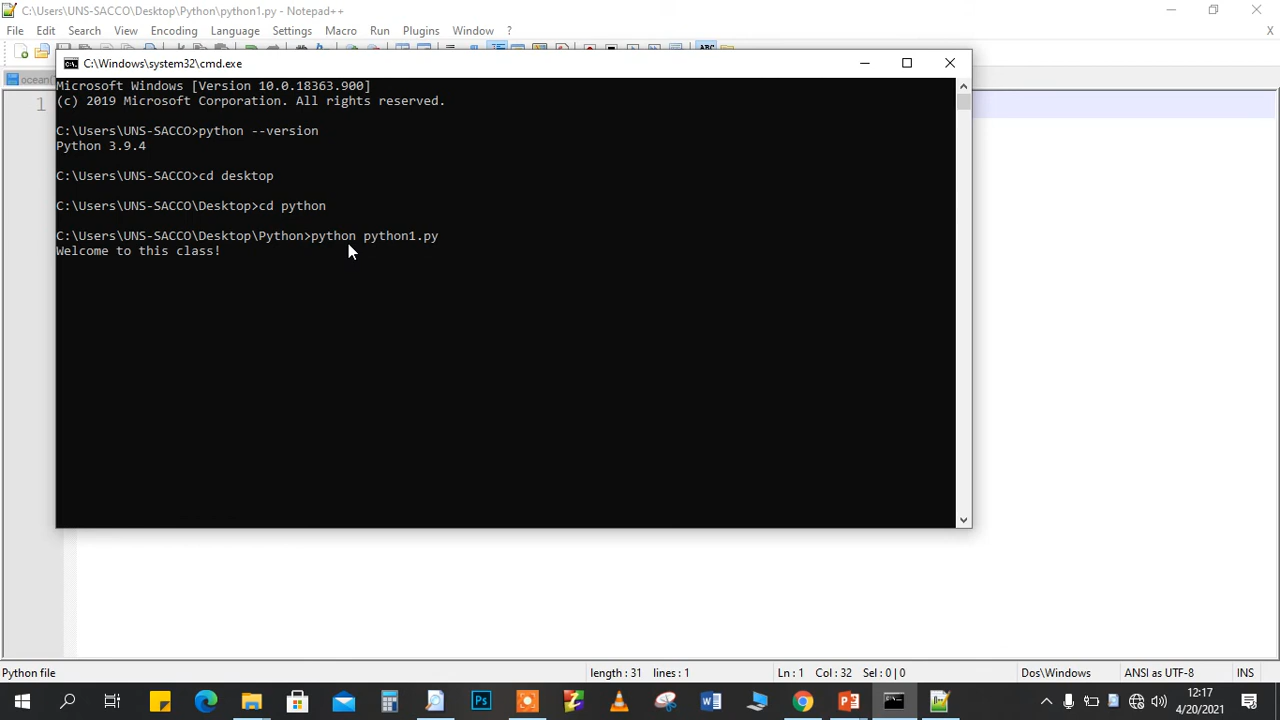 C:\Users\UNS-SACCO\Desktop\Python\python1.py - Notepad++
File Edit Search View Encoding Language Settings Macro Run Plugins Window ? X
ocean
C:\Windows\system32\cmd.exe
Microsoft Windows [Version 10.0.18363.900]
(c) 2019 Microsoft Corporation. All rights reserved.
C:\Users\UNS-SACCO>python --version
Python 3.9.4
C:\Users\UNS-SACCO>cd desktop
C:\Users\UNS-SACCO\Desktop>cd python
C:\Users\UNS-SACCO\Desktop\Python>python python1.py
Welcome to this class!
1
Python file length : 31 lines : 1 Ln : 1 Col : 32 Sel : 0 | 0 Dos\Windows ANSI as UTF-8 INS
12:17
4/20/2021